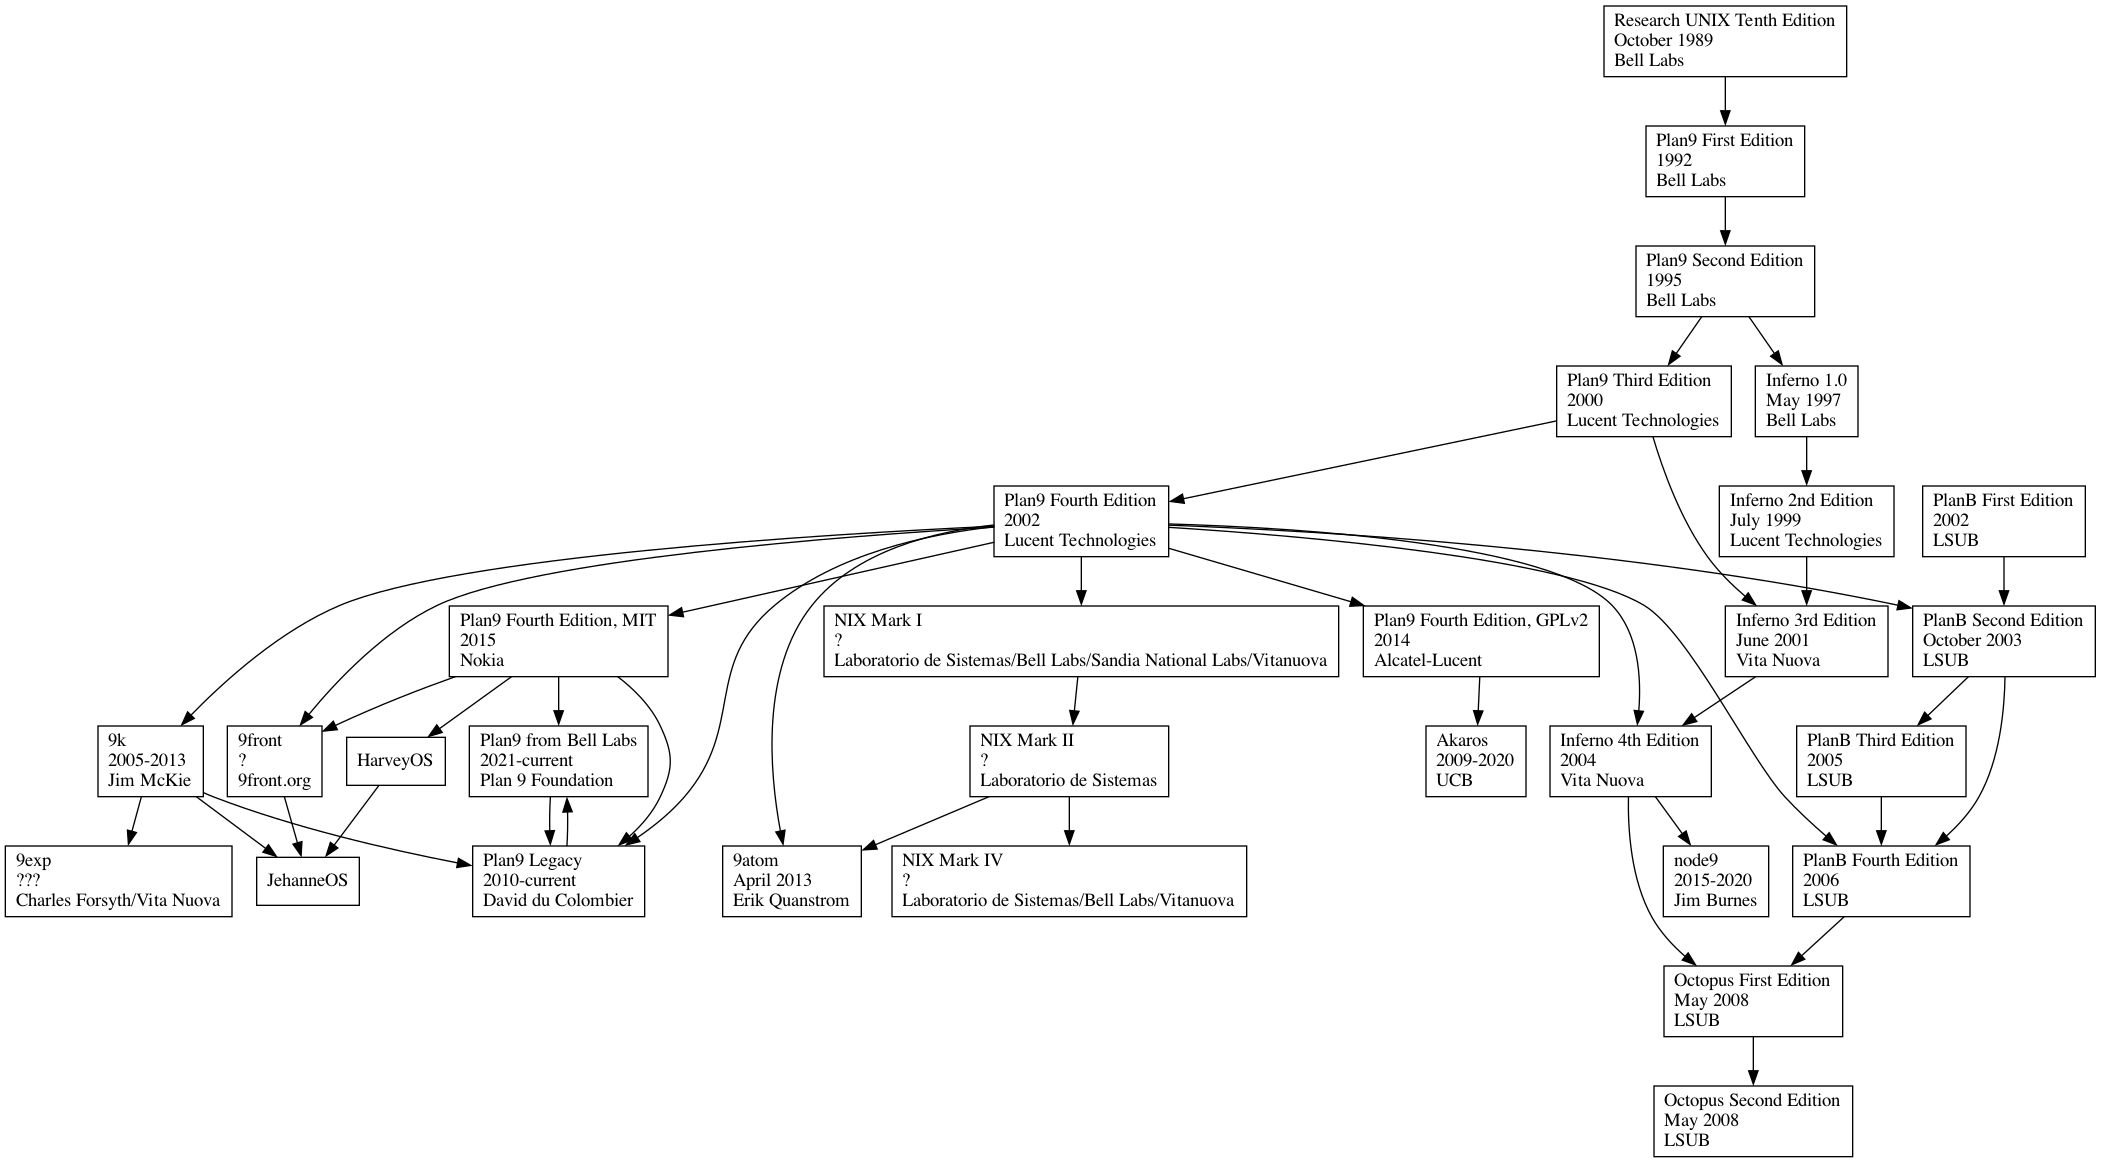 Research UNIX Tenth Edition
October 1989
Bell Labs
Plan9 First Edition
1992
Bell Labs
Plan9 Second Edition
1995
Bell Labs
Plan9 Third Edition
2000
Lucent Technologies
Inferno 1.0
May 1997
Bell Labs
Plan9 Fourth Edition
2002
Lucent Technologies
Inferno 2nd Edition
July 1999
Lucent Technologies
PlanB First Edition
2002
LSUB
Plan9 Fourth Edition, MIT
2015
Nokia
NIX Mark I
?
Laboratorio de Sistemas/Bell Labs/Sandia National Labs/Vitanuova
Plan9 Fourth Edition, GPLv2
2014
Alcatel-Lucent
Inferno 3rd Edition
June 2001
Vita Nuova
PlanB Second Edition
October 2003
LSUB
9k
2005-2013
Jim McKie
9front
?
9front.org
HarveyOS
Plan9 from Bell Labs
2021-current
Plan 9 Foundation
NIX Mark II
?
Laboratorio de Sistemas
Akaros
2009-2020
UCB
Inferno 4th Edition
2004
Vita Nuova
PlanB Third Edition
2005
LSUB
9exp
???
Charles Forsyth/Vita Nuova
JehanneOS
Plan9 Legacy
2010-current
David du Colombier
9atom
April 2013
Erik Quanstrom
NIX Mark IV
?
Laboratorio de Sistemas/Bell Labs/Vitanuova
node9
2015-2020
Jim Burnes
PlanB Fourth Edition
2006
LSUB
Octopus First Edition
May 2008
LSUB
Octopus Second Edition
May 2008
LSUB